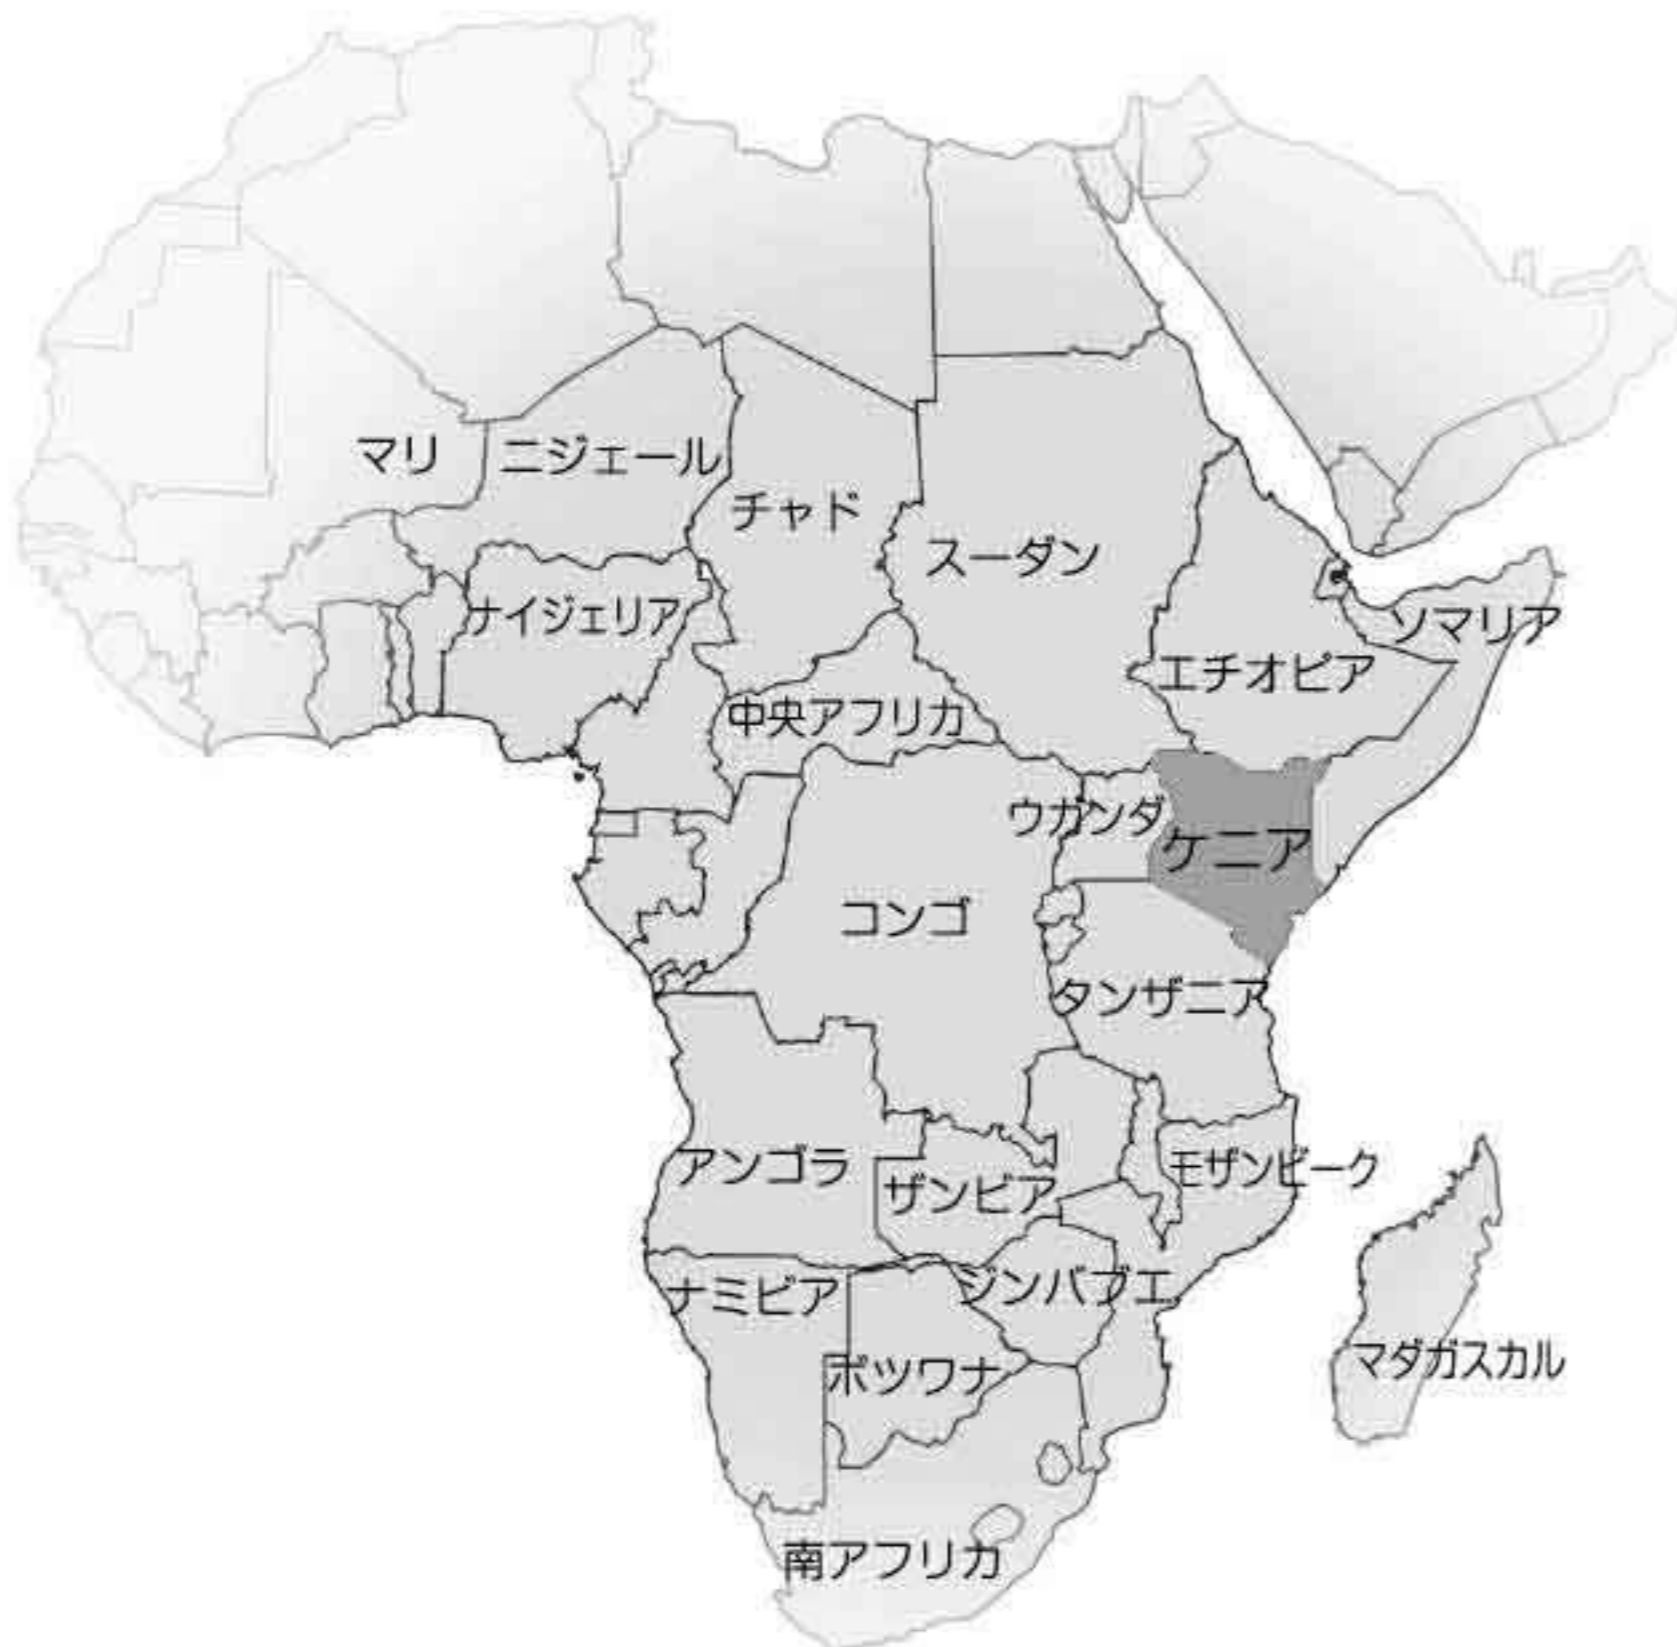 マリ
ニジェール
チャド
スーダン
ナイジェリア
ソマリア
エチオピア
中央アフリカ
ウガンダ
ケニア
コンゴ
タンザニア
アンゴラ
ザンビア
モザンビーク
ナミビア
ジンバブエ
ボツワナ
マダガスカル
南アフリカ